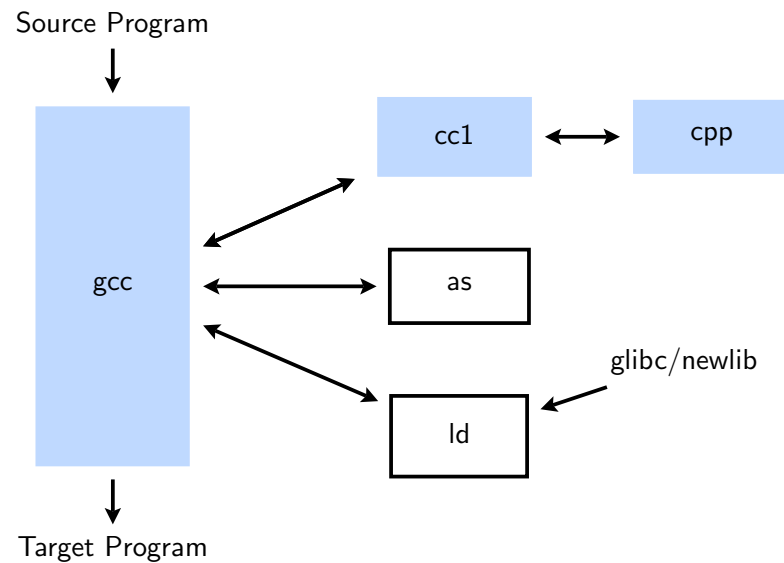 Source Program
cc1
cpp
gcc
as
glibc/newlib
ld
Target Program